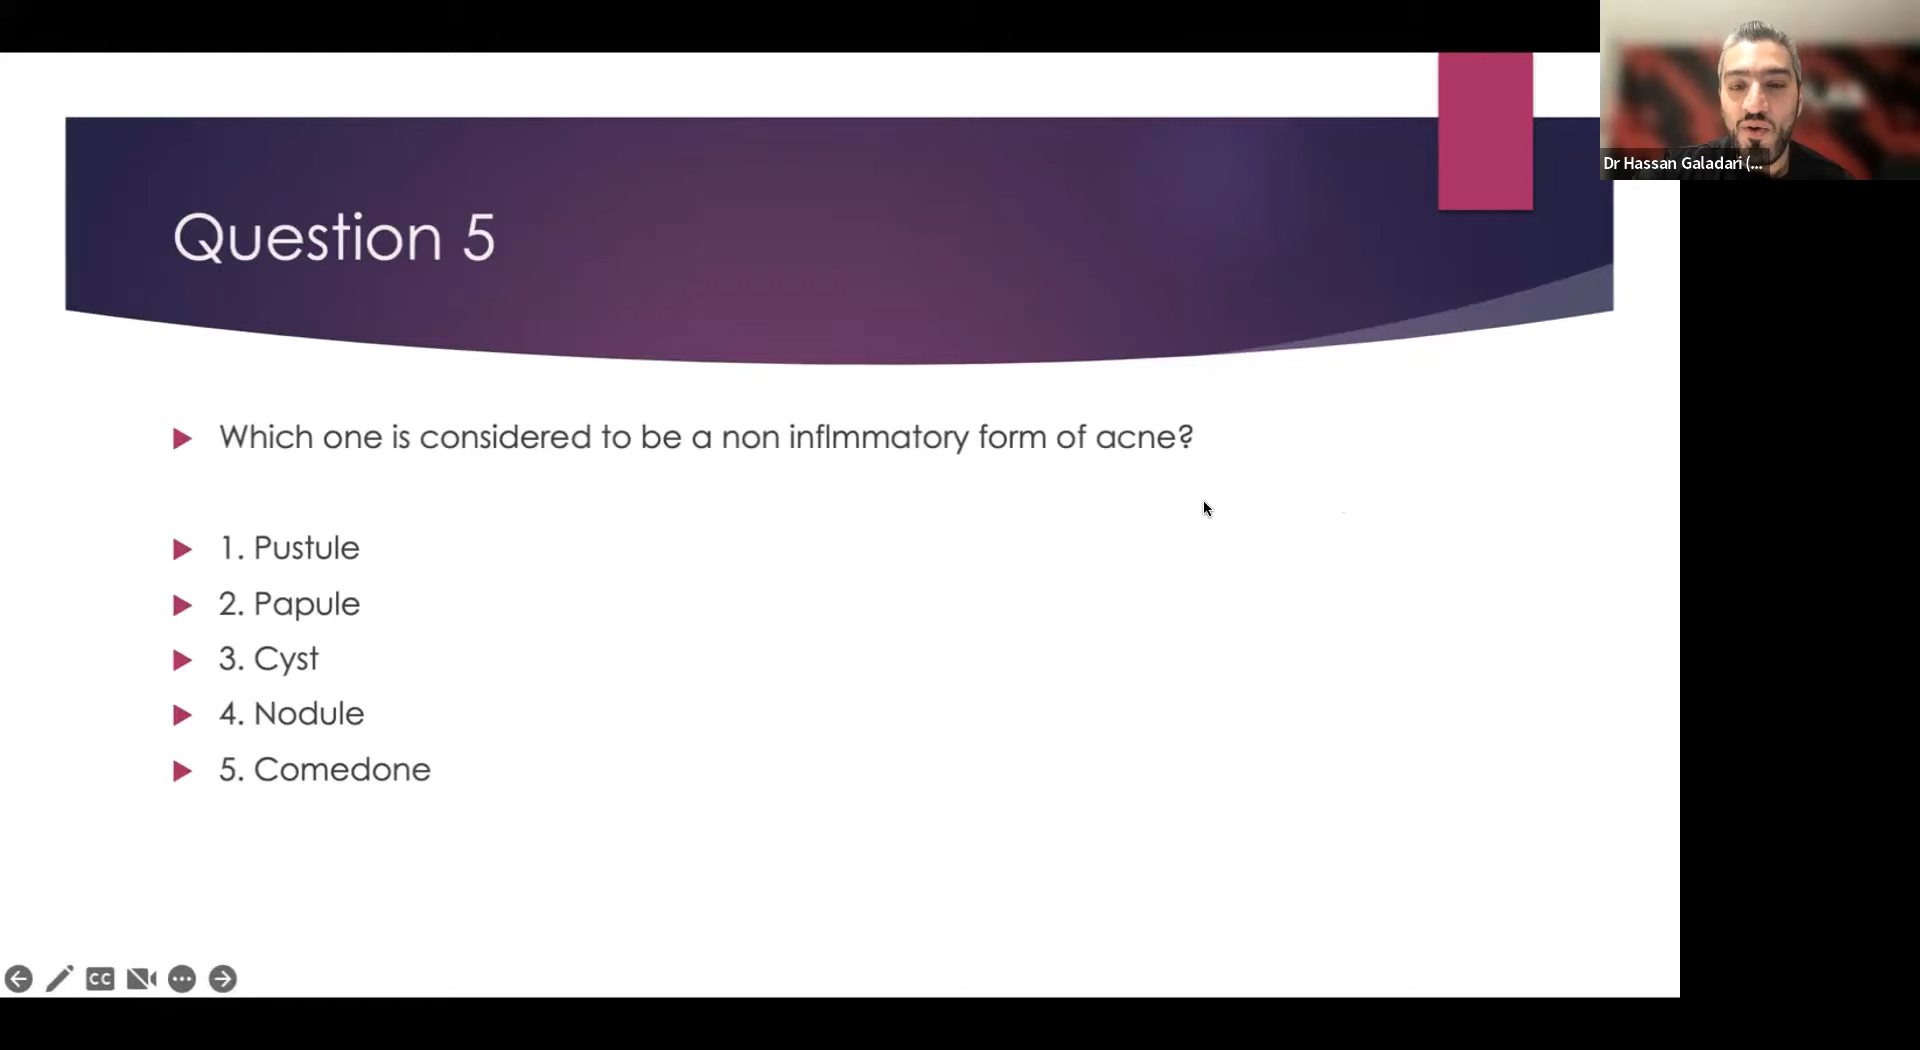 Dr Hassan Galadari (...
Question 5
Which one is considered to be a non inflmmatory form of acne?
1. Pustule
2. Papule
3. Cyst
4. Nodule
5. Comedone
CC